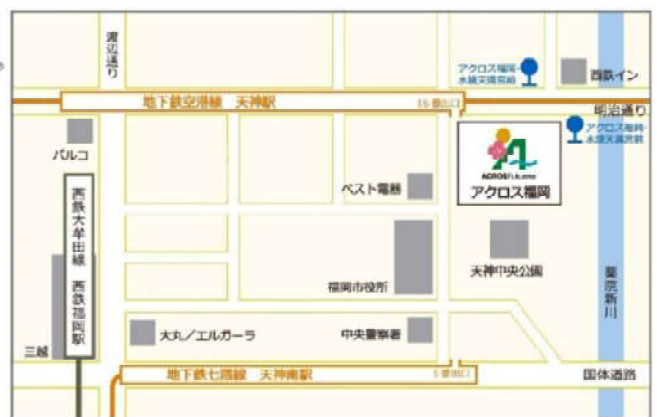 渡辺通り
アクロス福岡・
水鏡天満宮前
西鉄イン
地下鉄空港線 天神駅
16番出口
明治通り
アクロス福岡・
水鏡天満宮前
パルコ
ACROS Fukuoka
アクロス福岡
ベスト電器
西鉄大牟田線 西鉄福岡駅
天神中央公園
福岡市役所
薬院新川
大丸／エルガーラ
中央警察署
三越
地下鉄七隈線 天神南駅
5番出口
国体道路